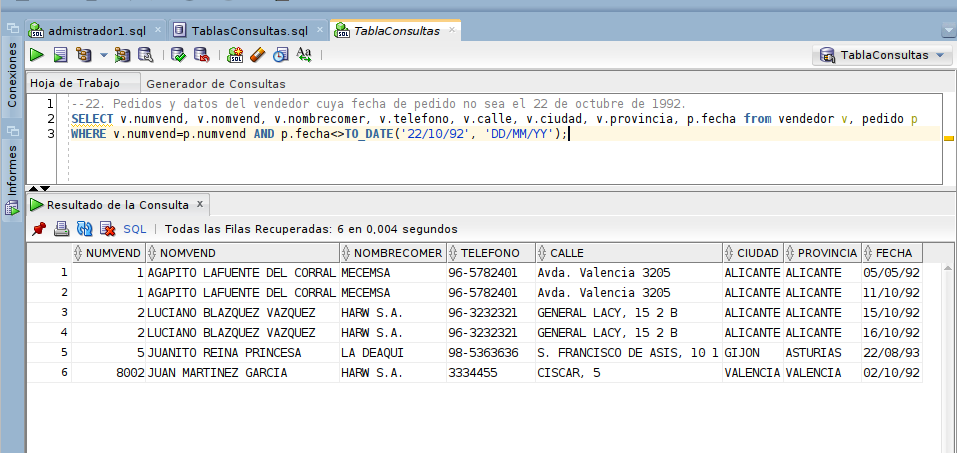 admistrador1.sql TablasConsultas.sql TablaConsultas
TablaConsultas
Conexiones
Informes
Hoja de Trabajo Generador de Consultas
1 --22. Pedidos y datos del vendedor cuya fecha de pedido no sea el 22 de octubre de 1992.
2 SELECT v.numvend, v.nomvend, v.nombrecomer, v.telefono, v.calle, v.ciudad, v.provincia, p.fecha from vendedor v, pedido p
3 WHERE v.numvend=p.numvend AND p.fecha<>TO_DATE('22/10/92', 'DD/MM/YY');
Resultado de la Consulta x
SQL | Todas las Filas Recuperadas: 6 en 0,004 segundos
NUMVEND NOMVEND NOMBRECOMER TELEFONO CALLE CIUDAD PROVINCIA FECHA
1 1 AGAPITO LAFUENTE DEL CORRAL MECEMSA 96-5782401 Avda. Valencia 3205 ALICANTE ALICANTE 05/05/92
2 1 AGAPITO LAFUENTE DEL CORRAL MECEMSA 96-5782401 Avda. Valencia 3205 ALICANTE ALICANTE 11/10/92
3 2 LUCIANO BLAZQUEZ VAZQUEZ HARW S.A. 96-3232321 GENERAL LACY, 15 2 B ALICANTE ALICANTE 15/10/92
4 2 LUCIANO BLAZQUEZ VAZQUEZ HARW S.A. 96-3232321 GENERAL LACY, 15 2 B ALICANTE ALICANTE 16/10/92
5 5 JUANITO REINA PRINCESA LA DEAQUI 98-5363636 S. FRANCISCO DE ASIS, 10 1 GIJON ASTURIAS 22/08/93
6 8002 JUAN MARTINEZ GARCIA HARW S.A. 3334455 CISCAR, 5 VALENCIA VALENCIA 02/10/92